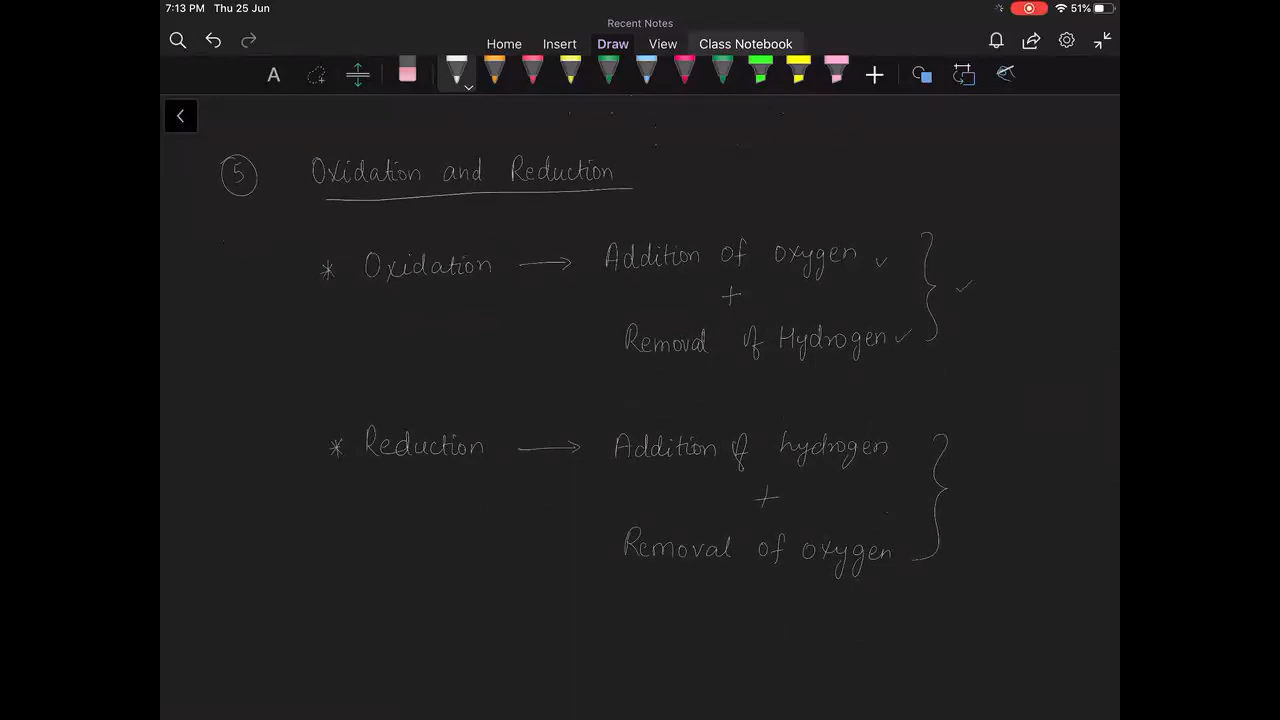 7:13 PM Thu 25 Jun
51%
Recent Notes
Home Insert Draw View Class Notebook
A
5 Oxidation and Reduction
* Oxidation → Addition of oxygen ✓
+
Removal of Hydrogen ✓
* Reduction → Addition of hydrogen
+
Removal of oxygen